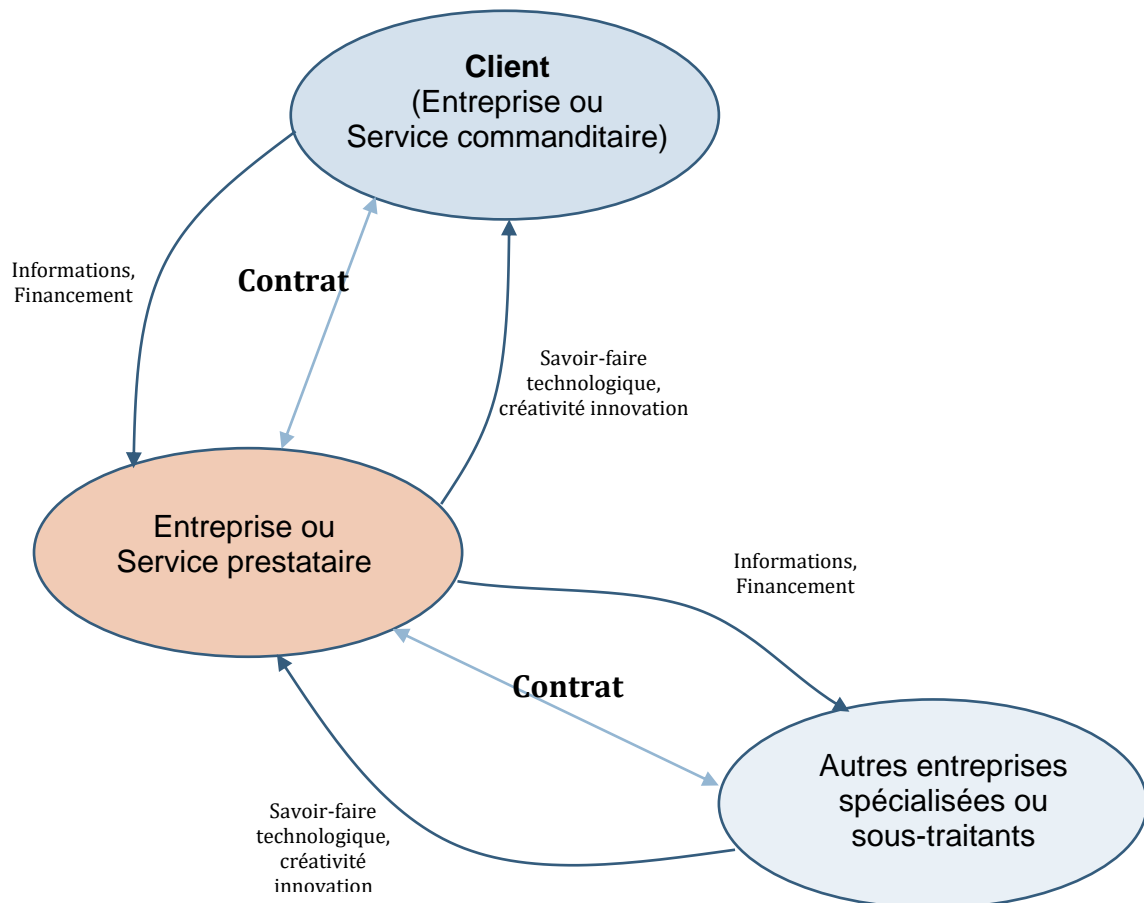 Client
(Entreprise ou
Service commanditaire)
Informations,
Financement
Contrat
Savoir-faire
technologique,
créativité innovation
Entreprise ou
Service prestataire
Informations,
Financement
Contrat
Autres entreprises
spécialisées ou
sous-traitants
Savoir-faire
technologique,
créativité
innovation